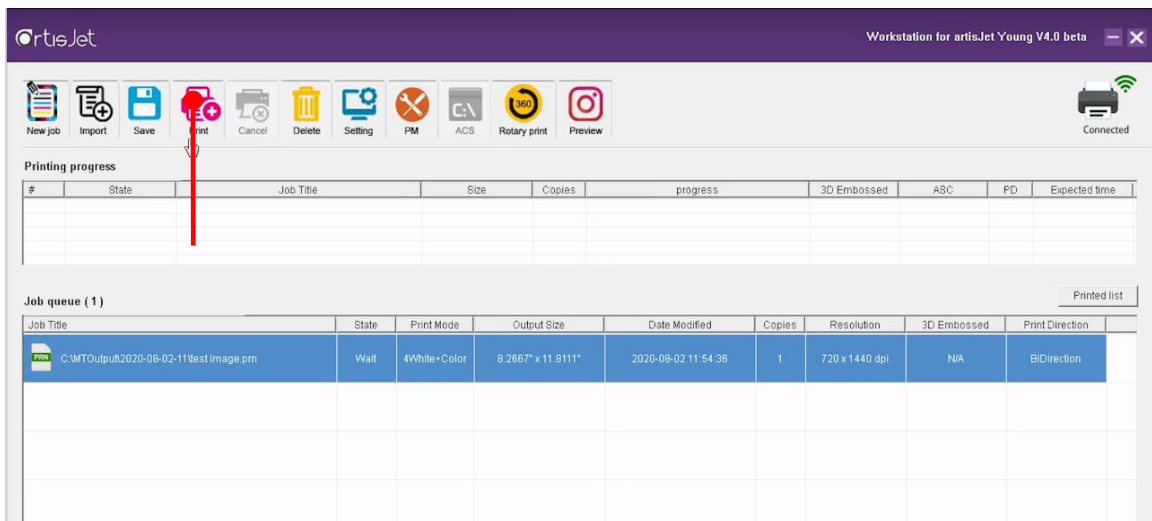 artisJet
Workstation for artisJet Young V4.0 beta
360
C:\
New job Import Save Print Cancel Delete Setting PM ACS Rotary print Preview Connected
Printing progress
# State Job Title Size Copies progress 3D Embossed ABC PD Expected time
Job queue ( 1 )
Printed list
Job Title State Print Mode Output Size Date Modified Copies Resolution 3D Embossed Print Direction
PRN C:\MTOutput\2020-08-02-11\test image.prn Wait 4White+Color 8.2667" x 11.8111" 2020-08-02 11:54:36 1 720 x 1440 dpi N/A BiDirection